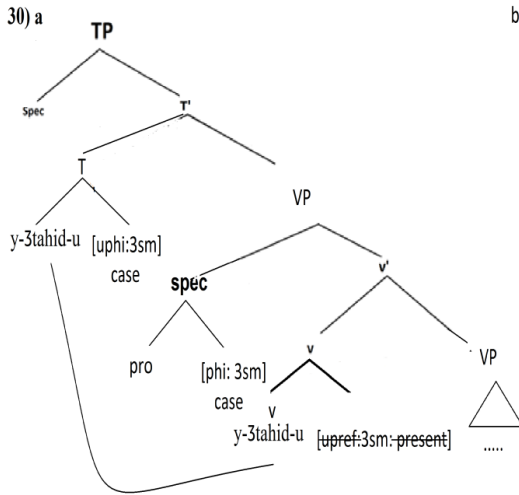 30) a b
TP
Spec T'
T
VP
y-3tahid-u [uphi:3sm]
case
spec v'
pro [phi: 3sm]
case
v VP
v
y-3tahid-u [upref:3sm: present]
.....